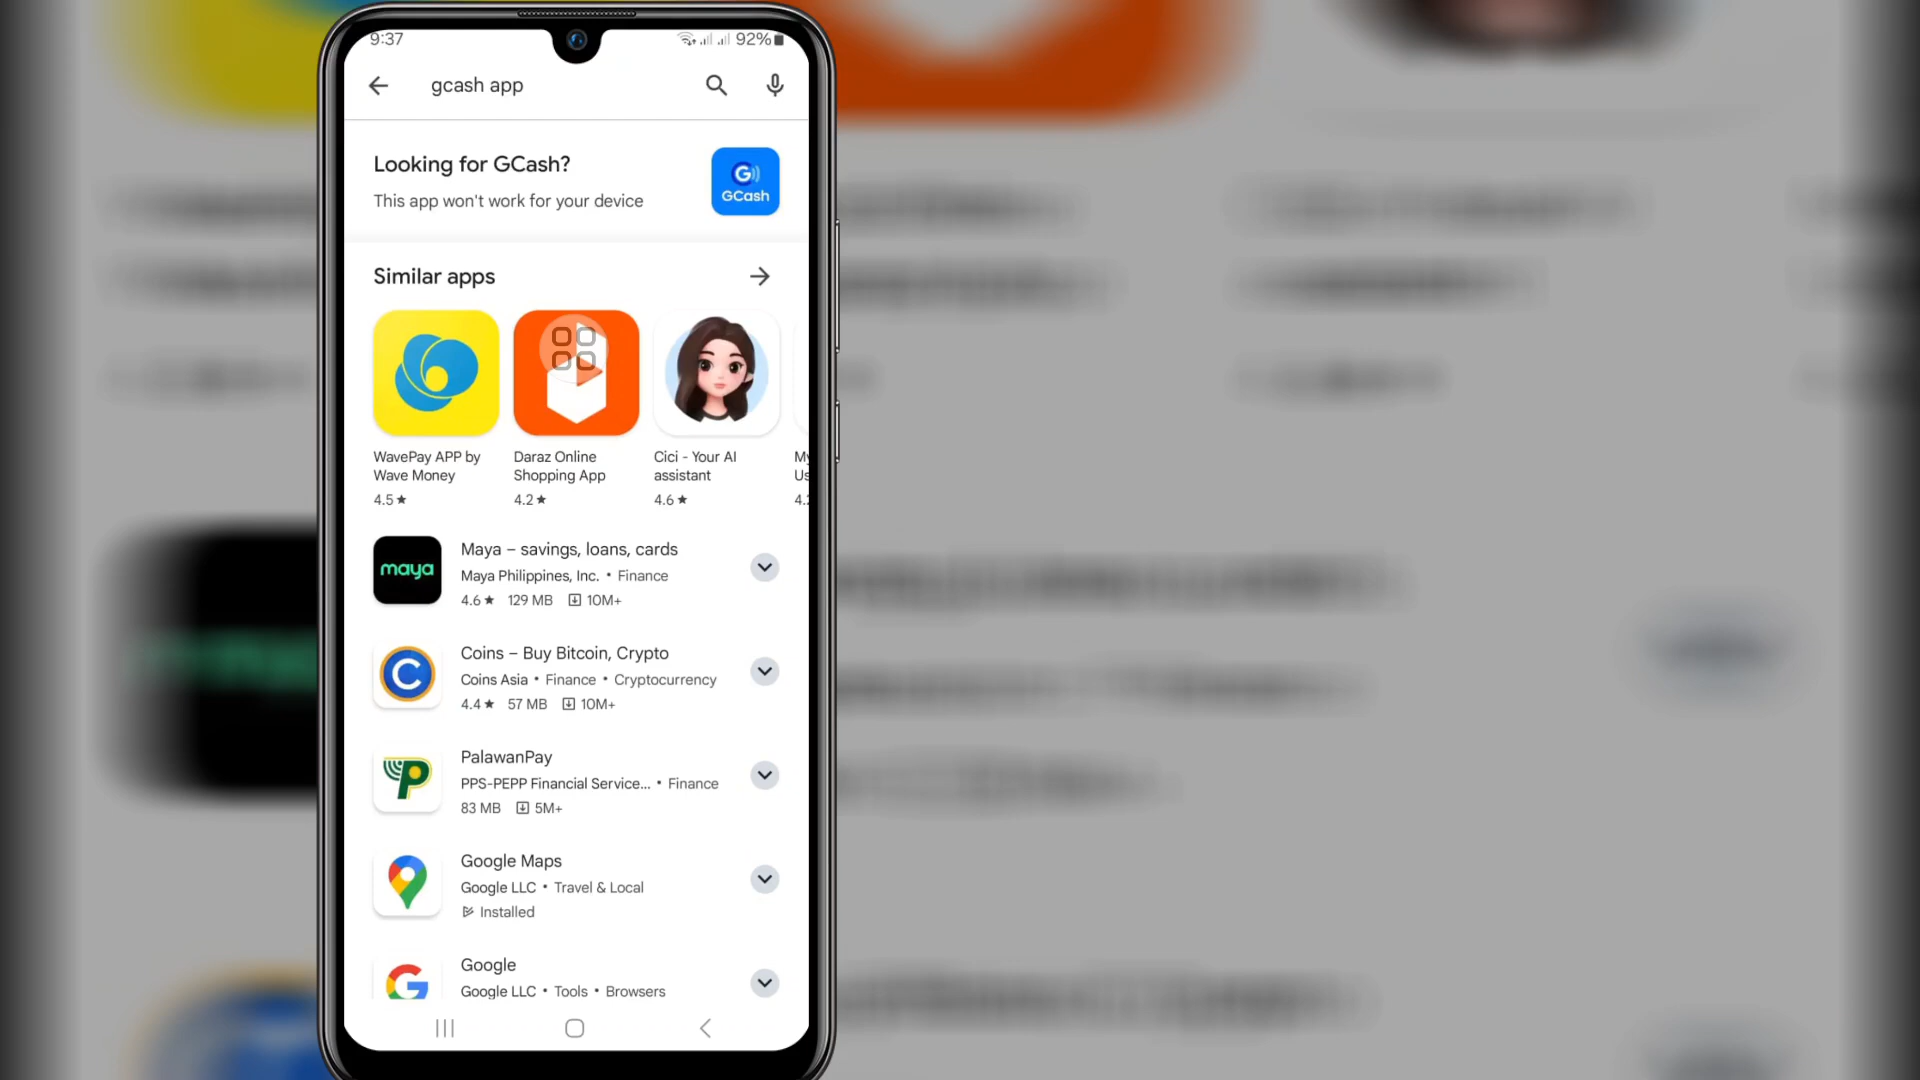 9:37
92%
gcash app
Looking for GCash?
This app won't work for your device
G
GCash
Similar apps
WavePay APP by
Wave Money
4.5★
Daraz Online
Shopping App
4.2★
Cici - Your AI
assistant
4.6★
My
Us
4.2
maya
Maya – savings, loans, cards
Maya Philippines, Inc. • Finance
4.6★ 129 MB 10M+
Coins – Buy Bitcoin, Crypto
Coins Asia • Finance • Cryptocurrency
4.4★ 57 MB 10M+
PalawanPay
PPS-PEPP Financial Service... • Finance
83 MB 5M+
Google Maps
Google LLC • Travel & Local
Installed
Google
Google LLC • Tools • Browsers